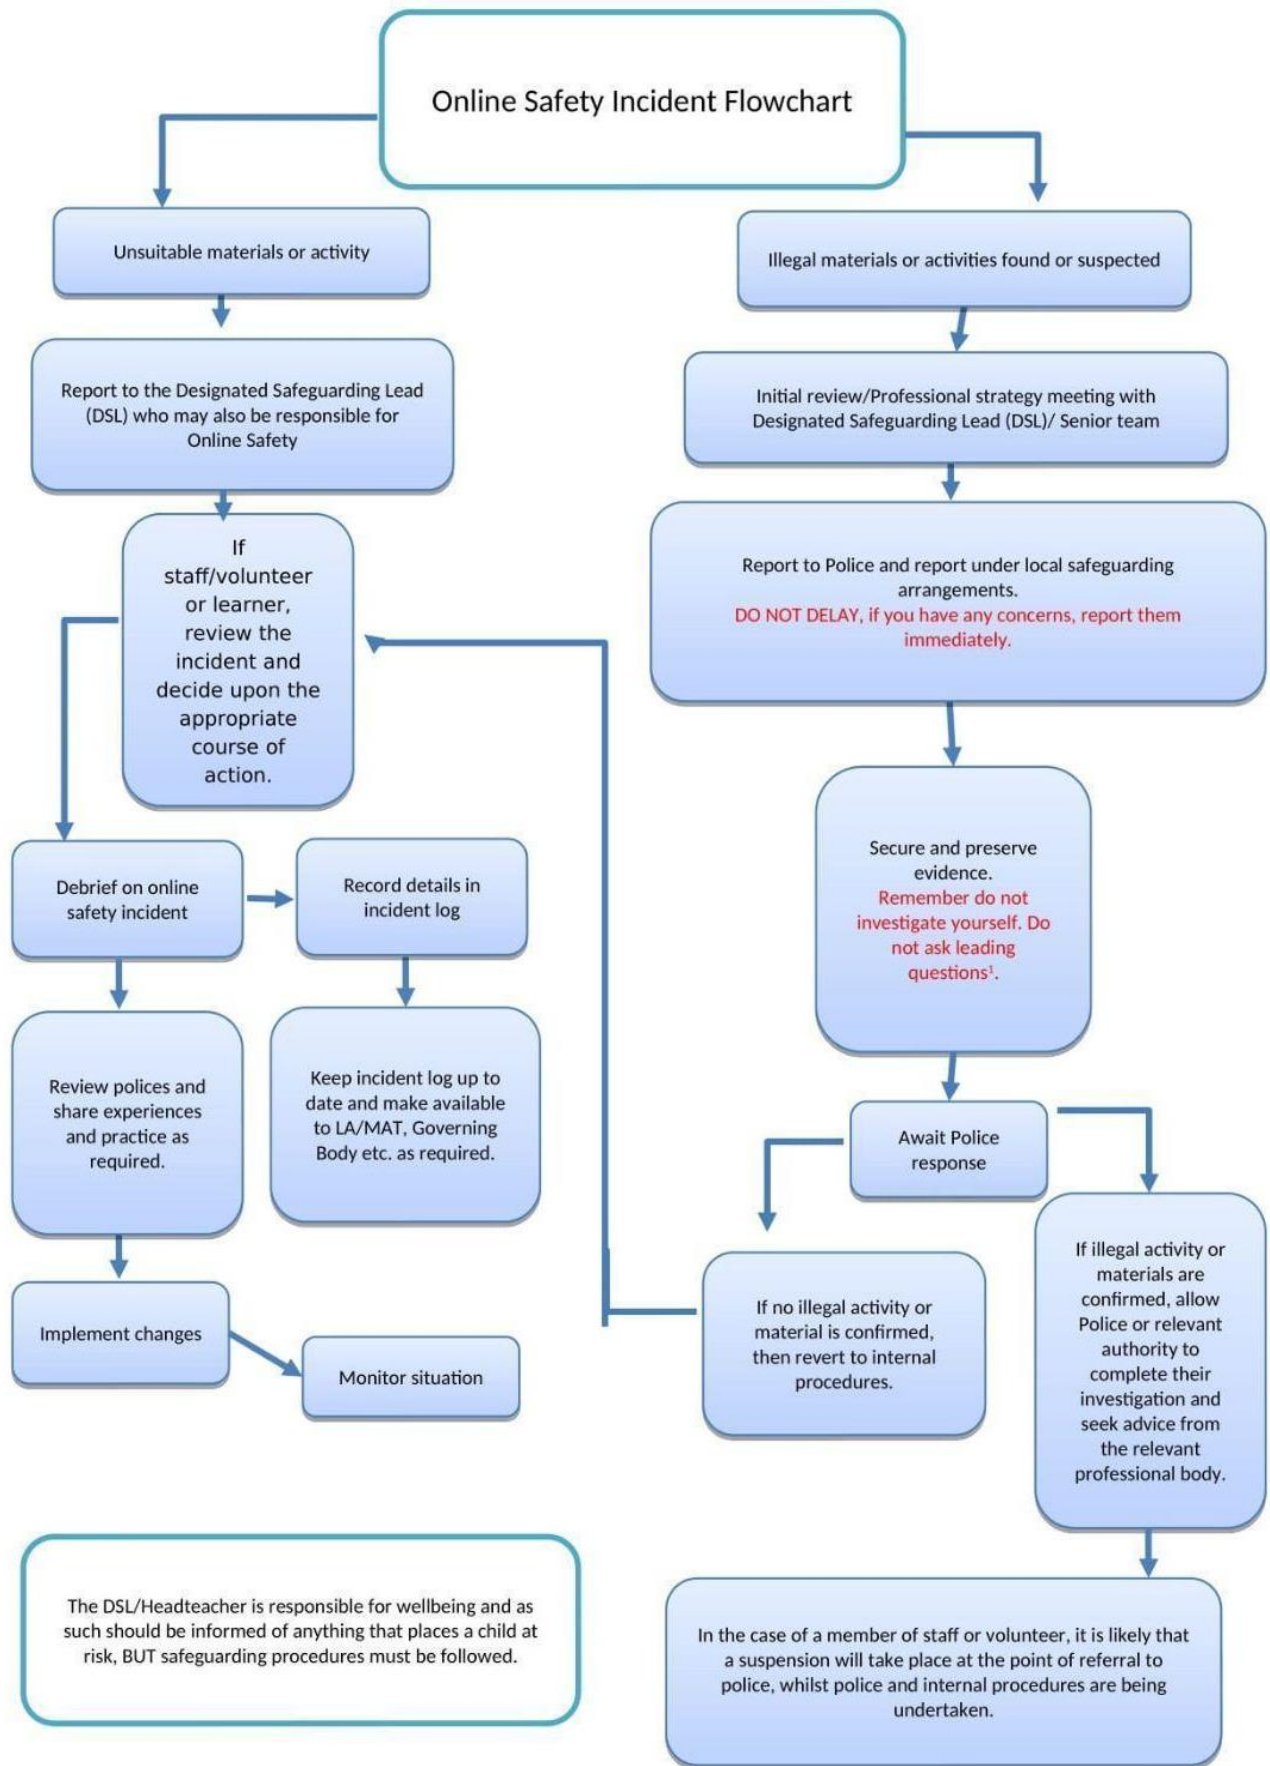 Online Safety Incident Flowchart
Unsuitable materials or activity
Report to the Designated Safeguarding Lead
(DSL) who may also be responsible for
Online Safety
If
staff/volunteer
or learner,
review the
incident and
decide upon the
appropriate
course of
action.
Debrief on online
safety incident
Record details in
incident log
Review polices and
share experiences
and practice as
required.
Keep incident log up to
date and make available
to LA/MAT, Governing
Body etc. as required.
Implement changes
Monitor situation
Illegal materials or activities found or suspected
Initial review/Professional strategy meeting with
Designated Safeguarding Lead (DSL)/ Senior team
Report to Police and report under local safeguarding
arrangements.
DO NOT DELAY, if you have any concerns, report them
immediately.
Secure and preserve
evidence.
Remember do not
investigate yourself. Do
not ask leading
questions¹.
Await Police
response
If no illegal activity or
material is confirmed,
then revert to internal
procedures.
If illegal activity or
materials are
confirmed, allow
Police or relevant
authority to
complete their
investigation and
seek advice from
the relevant
professional body.
In the case of a member of staff or volunteer, it is likely that
a suspension will take place at the point of referral to
police, whilst police and internal procedures are being
undertaken.
The DSL/Headteacher is responsible for wellbeing and as
such should be informed of anything that places a child at
risk, BUT safeguarding procedures must be followed.